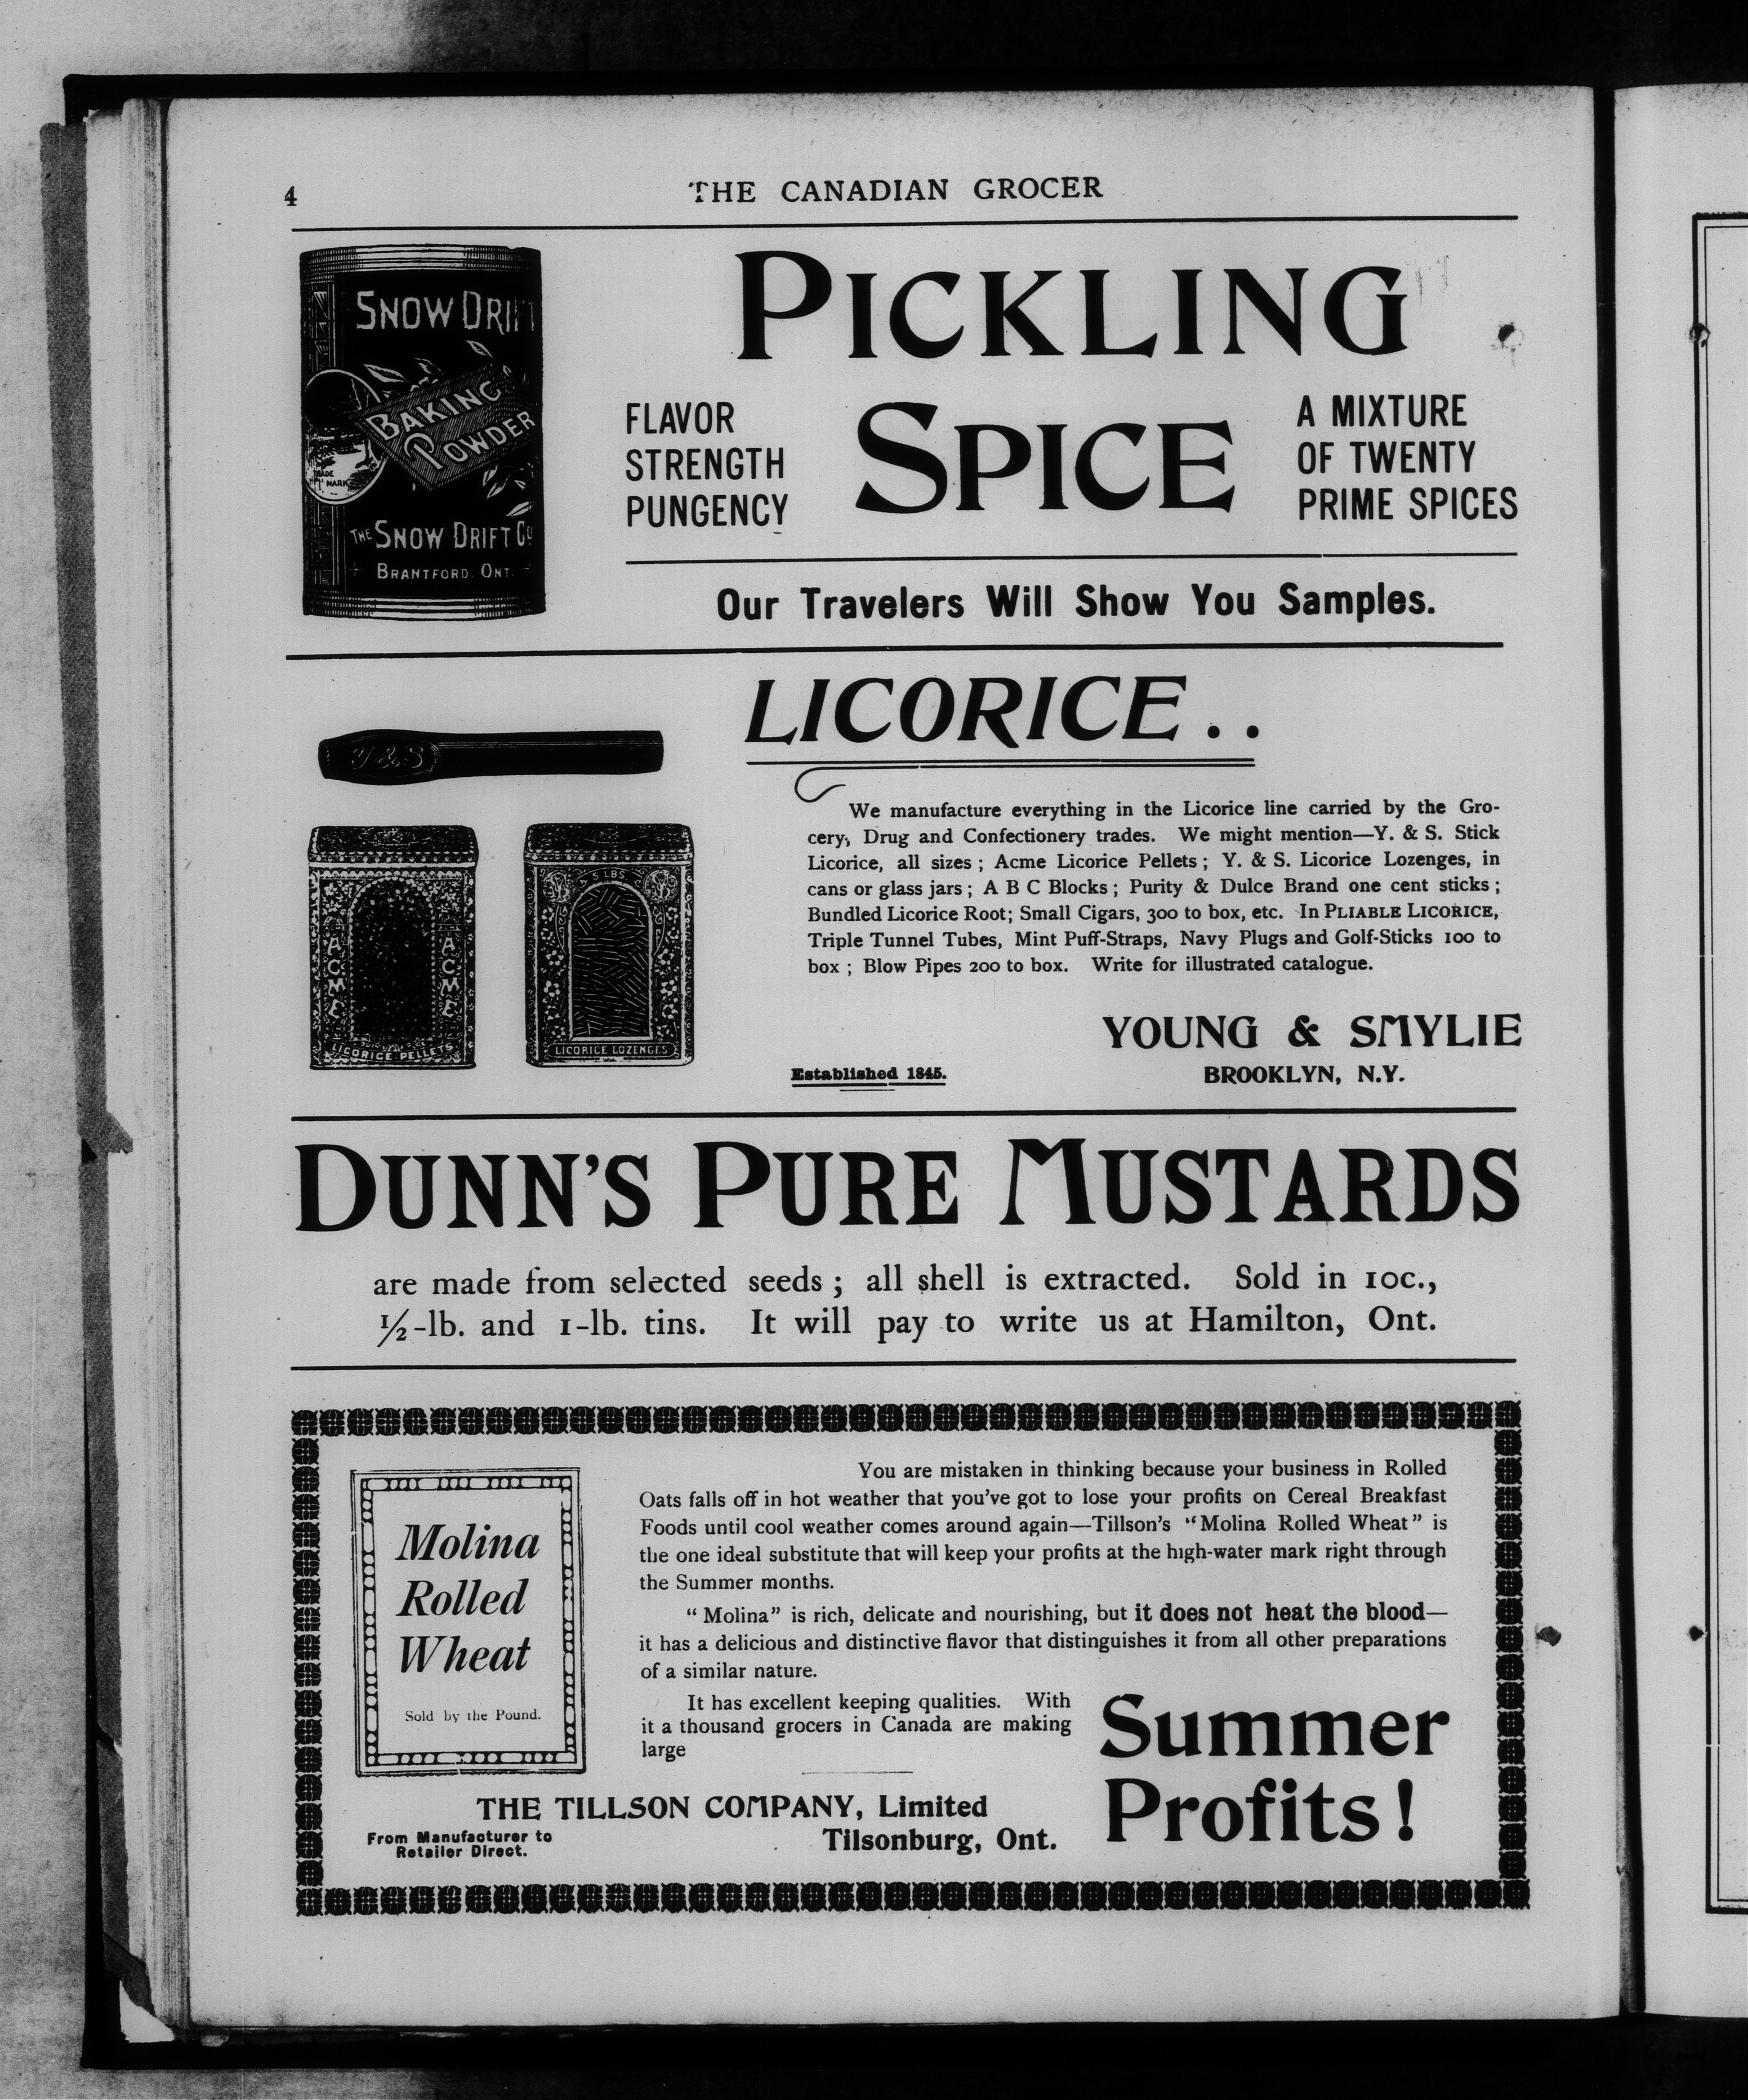 4
THE CANADIAN GROCER
SNOW DRIFT
BAKING
POWDER
TRADE
MARK
THE SNOW DRIFT Co
BRANTFORD. ONT.
PICKLING
SPICE
FLAVOR
STRENGTH
PUNGENCY
A MIXTURE
OF TWENTY
PRIME SPICES
Our Travelers Will Show You Samples.
LICORICE . .
Y & S
ACME
ACME
LICORICE PELLETS
5 LBS.
LICORICE LOZENGES
We manufacture everything in the Licorice line carried by the Gro-
cery, Drug and Confectionery trades. We might mention—Y. & S. Stick
Licorice, all sizes ; Acme Licorice Pellets ; Y. & S. Licorice Lozenges, in
cans or glass jars ; A B C Blocks ; Purity & Dulce Brand one cent sticks ;
Bundled Licorice Root; Small Cigars, 300 to box, etc. In PLIABLE LICORICE,
Triple Tunnel Tubes, Mint Puff-Straps, Navy Plugs and Golf-Sticks 100 to
box ; Blow Pipes 200 to box. Write for illustrated catalogue.
YOUNG & SMYLIE
Established 1845.
BROOKLYN, N.Y.
DUNN'S PURE MUSTARDS
are made from selected seeds ; all shell is extracted. Sold in 10c.,
½-lb. and 1-lb. tins. It will pay to write us at Hamilton, Ont.
Molina
Rolled
Wheat
Sold by the Pound.
You are mistaken in thinking because your business in Rolled
Oats falls off in hot weather that you've got to lose your profits on Cereal Breakfast
Foods until cool weather comes around again—Tillson's "Molina Rolled Wheat" is
the one ideal substitute that will keep your profits at the high-water mark right through
the Summer months.
"Molina" is rich, delicate and nourishing, but it does not heat the blood—
it has a delicious and distinctive flavor that distinguishes it from all other preparations
of a similar nature.
It has excellent keeping qualities. With
it a thousand grocers in Canada are making
large
Summer
Profits!
THE TILLSON COMPANY, Limited
From Manufacturer to
Retailer Direct.
Tilsonburg, Ont.